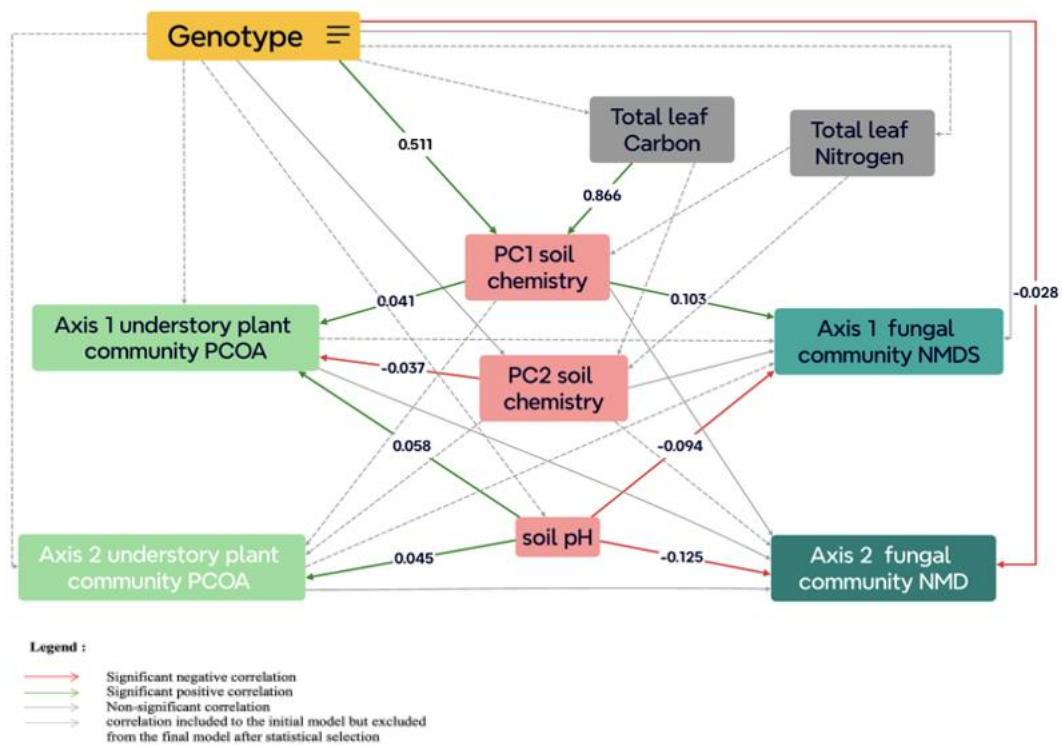 Genotype
Total leaf
Carbon
Total leaf
Nitrogen
0.511
0.866
PC1 soil
chemistry
0.041
0.103
-0.028
Axis 1 understory plant
community PCOA
Axis 1 fungal
community NMDS
-0.037
PC2 soil
chemistry
0.058
-0.094
soil pH
Axis 2 understory plant
community PCOA
0.045
-0.125
Axis 2 fungal
community NMD
Legend :
Significant negative correlation
Significant positive correlation
Non-significant correlation
correlation included to the initial model but excluded
from the final model after statistical selection